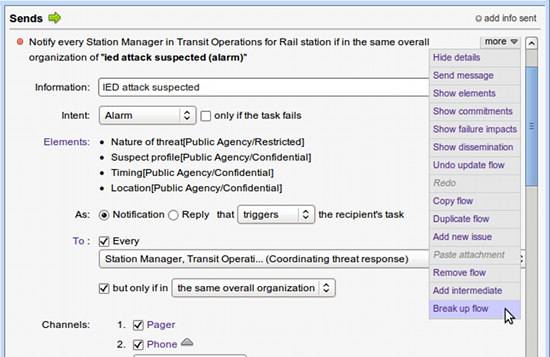 Sends
add info sent
Notify every Station Manager in Transit Operations for Rail station if in the same overall
organization of "ied attack suspected (alarm)"
more
Hide details
Send message
Show elements
Show commitments
Show failure impacts
Show dissemination
Undo update flow
Redo
Copy flow
Duplicate flow
Add new issue
Paste attachment
Remove flow
Add intermediate
Break up flow
Information: IED attack suspected
Intent: Alarm only if the task fails
Elements: • Nature of threat[Public Agency/Restricted]
• Suspect profile[Public Agency/Confidential]
• Timing[Public Agency/Confidential]
• Location[Public Agency/Confidential]
As: Notification Reply that triggers the recipient's task
To : Every
Station Manager, Transit Operati... (Coordinating threat response)
but only if in the same overall organization
Channels: 1. Pager
2. Phone